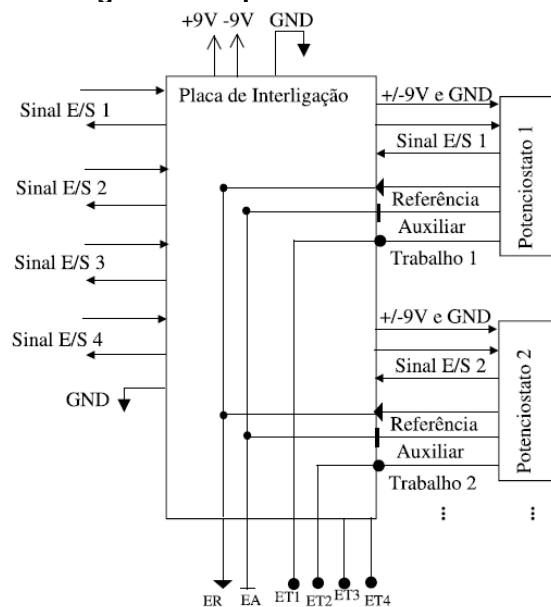 +9V -9V GND
Placa de Interligação
Sinal E/S 1
Sinal E/S 2
Sinal E/S 3
Sinal E/S 4
GND
+/-9V e GND
Sinal E/S 1
Referência
Auxiliar
Trabalho 1
Potenciostato 1
+/-9V e GND
Sinal E/S 2
Referência
Auxiliar
Trabalho 2
Potenciostato 2
... ...
ER EA ET1 ET2 ET3 ET4